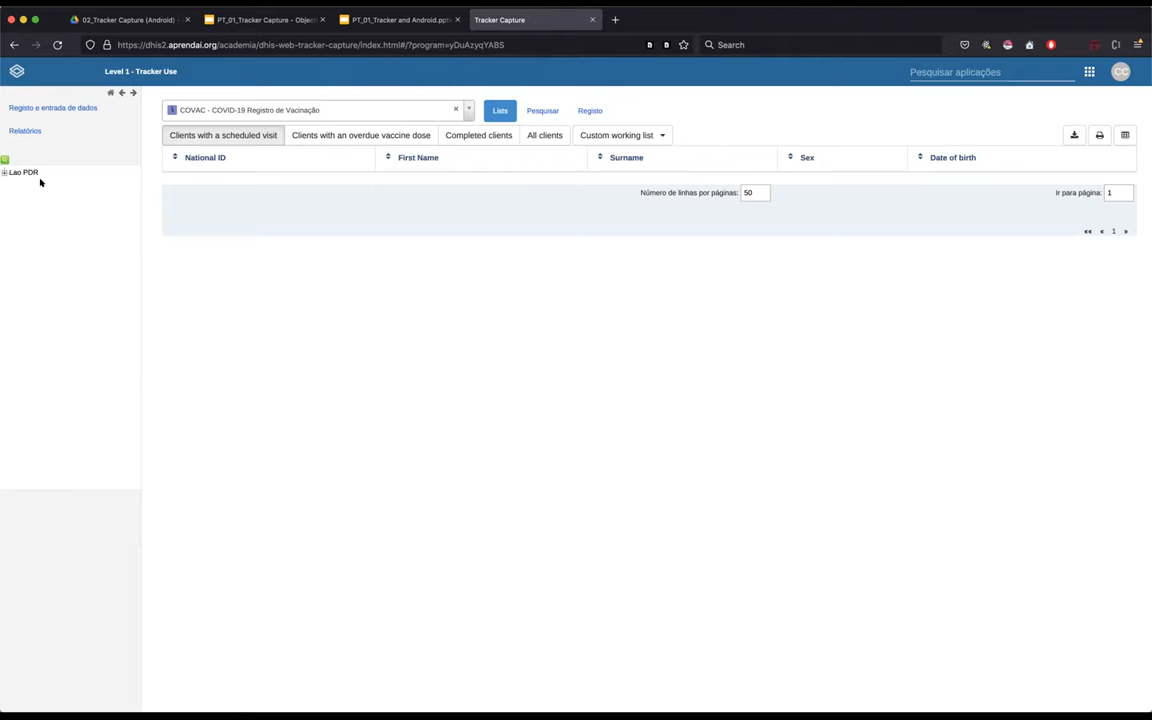 02_Tracker Capture (Android) -
PT_01_Tracker Capture - Object
PT_01_Tracker and Android.pptx
Tracker Capture
https://dhis2.aprendai.org/academia/dhis-web-tracker-capture/index.html#/?program=yDuAzyqYABS
Search
Level 1 - Tracker Use
Pesquisar aplicações
CC
Registo e entrada de dados
Relatórios
Lao PDR
COVAC - COVID-19 Registro de Vacinação
Lists
Pesquisar
Registo
Clients with a scheduled visit
Clients with an overdue vaccine dose
Completed clients
All clients
Custom working list
National ID
First Name
Surname
Sex
Date of birth
Número de linhas por páginas: 50
Ir para página: 1
«« « 1 »